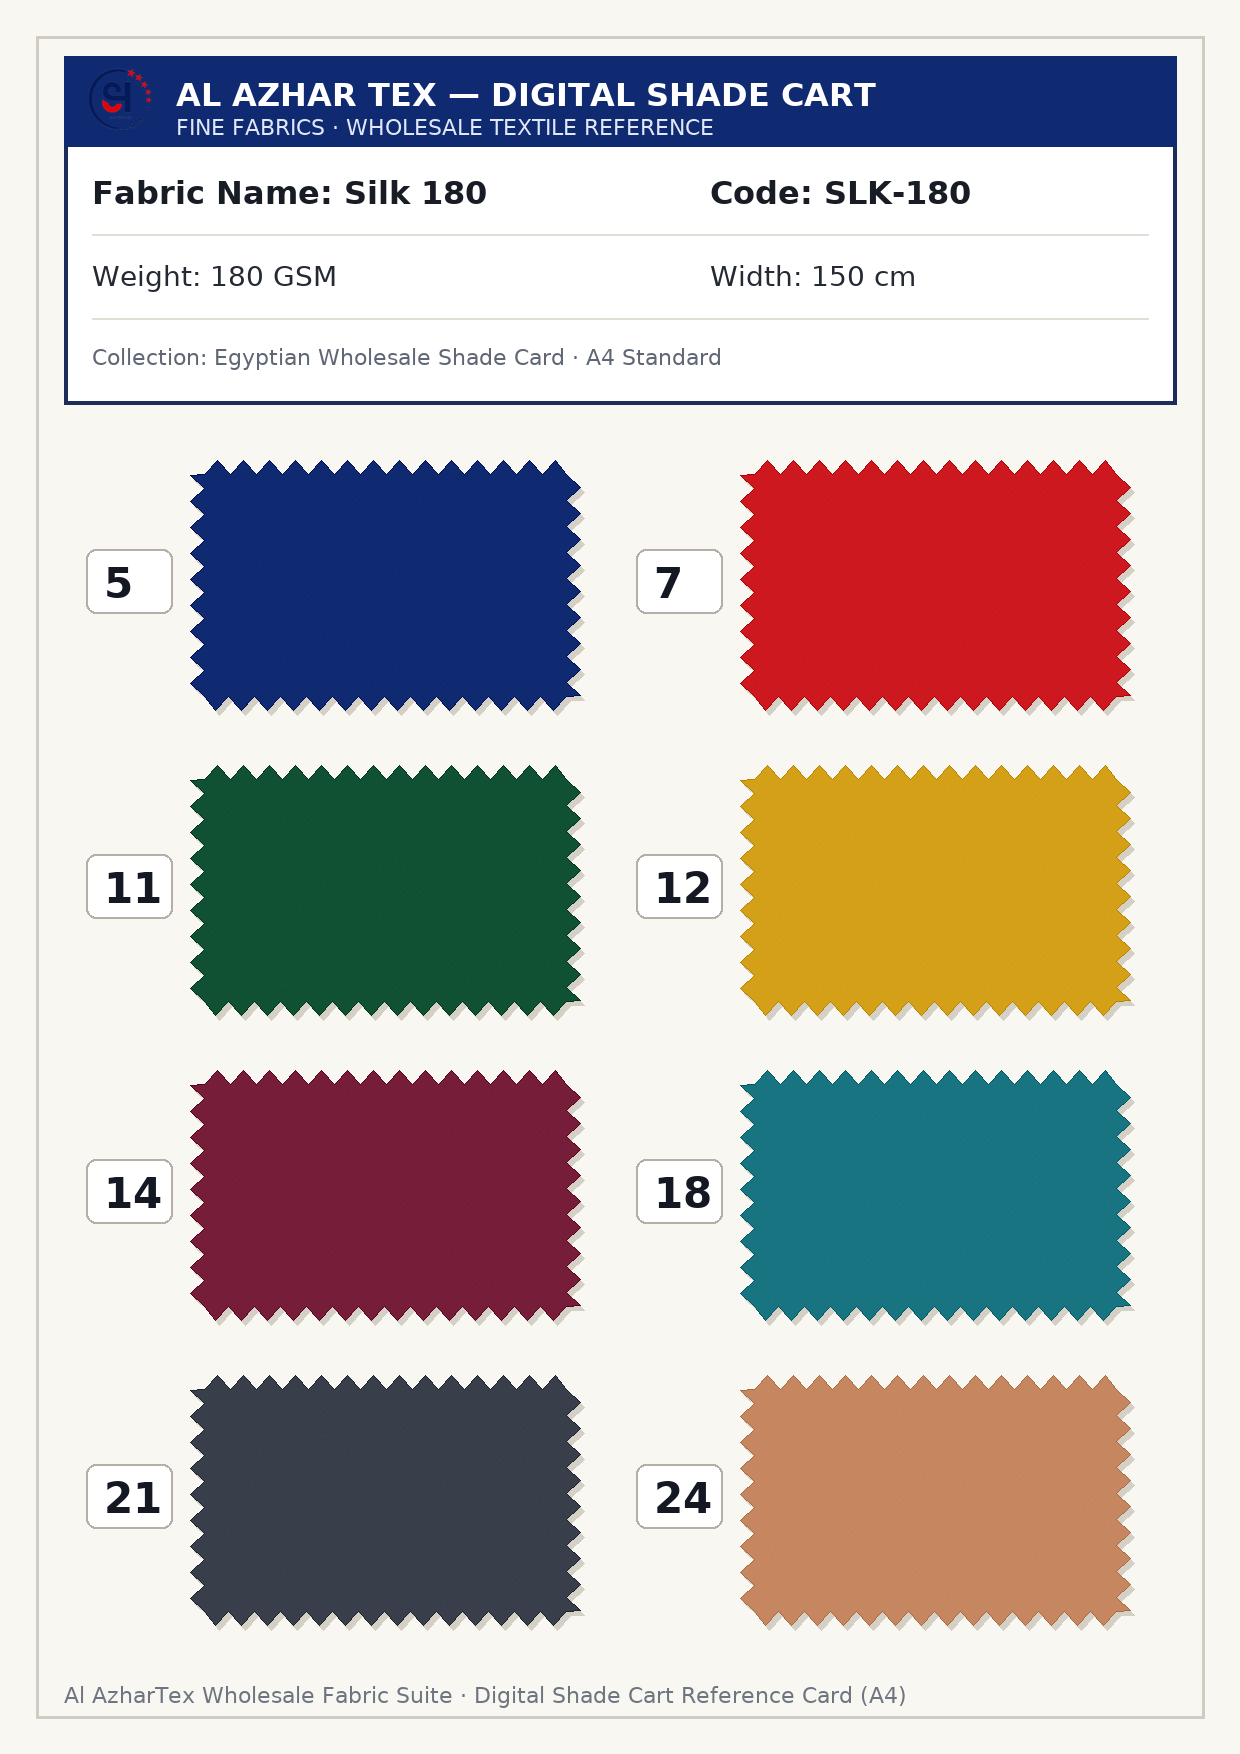 AL AZHAR TEX — DIGITAL SHADE CART
FINE FABRICS · WHOLESALE TEXTILE REFERENCE
Fabric Name: Silk 180
Code: SLK-180
Weight: 180 GSM
Width: 150 cm
Collection: Egyptian Wholesale Shade Card · A4 Standard
5
7
11
12
14
18
21
24
Al AzharTex Wholesale Fabric Suite · Digital Shade Cart Reference Card (A4)